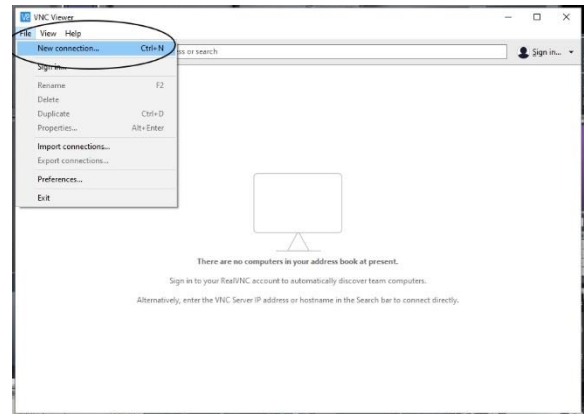 VNC Viewer
File View Help
New connection... Ctrl+N
ss or search
Sign in...
Sign in...
Rename F2
Delete
Duplicate Ctrl+D
Properties... Alt+Enter
Import connections...
Export connections...
Preferences...
Exit
There are no computers in your address book at present.
Sign in to your RealVNC account to automatically discover team computers.
Alternatively, enter the VNC Server IP address or hostname in the Search bar to connect directly.